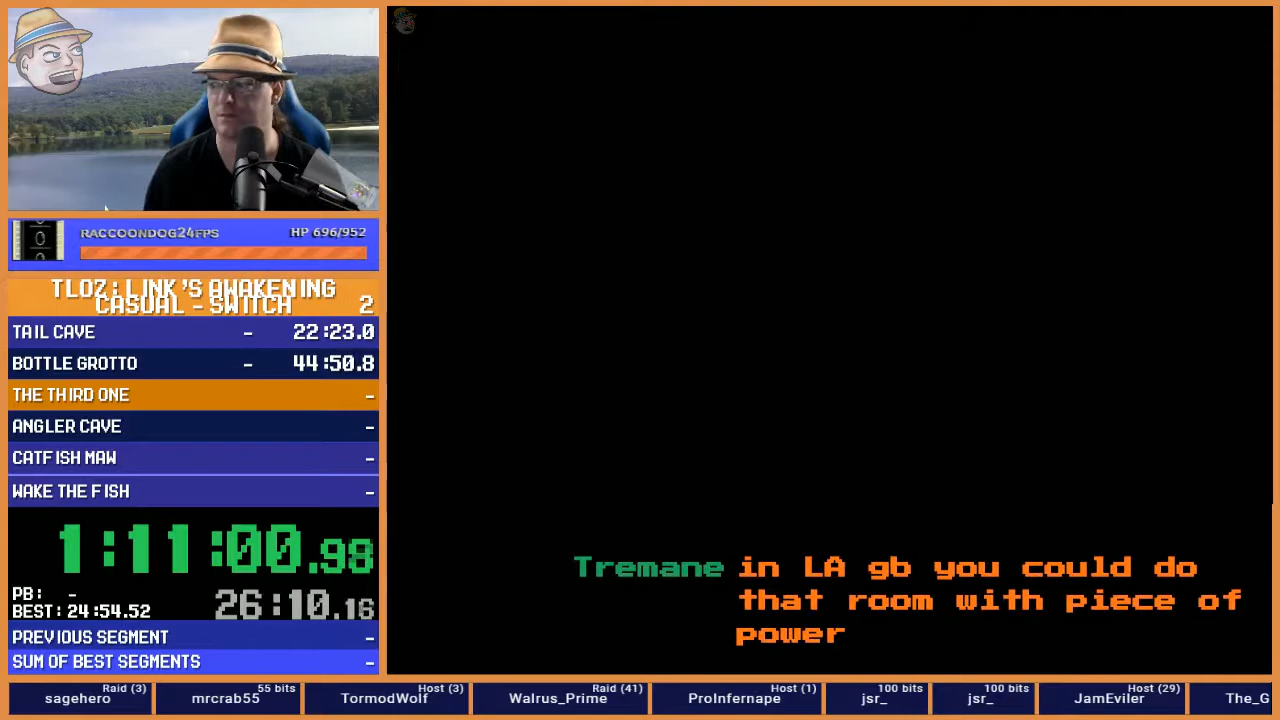 RACCOONDOG24FPS HP 696/952
TLOZ: LINK'S AWAKENING
CASUAL - SWITCH 2
TAIL CAVE - 22:23.0
BOTTLE GROTTO - 44:50.8
THE THIRD ONE -
ANGLER CAVE -
CATFISH MAW -
WAKE THE FISH -
1:11:00.98
PB: -
BEST: 24:54.52 26:10.16
PREVIOUS SEGMENT -
SUM OF BEST SEGMENTS -
Tremane in LA gb you could do
that room with piece of
power
Raid (3) 55 bits Host (3) Raid (41) Host (1) 100 bits 100 bits Host (29)
sagehero mrcrab55 TormodWolf Walrus_Prime ProInfernape jsr_ jsr_ JamEviler The_G